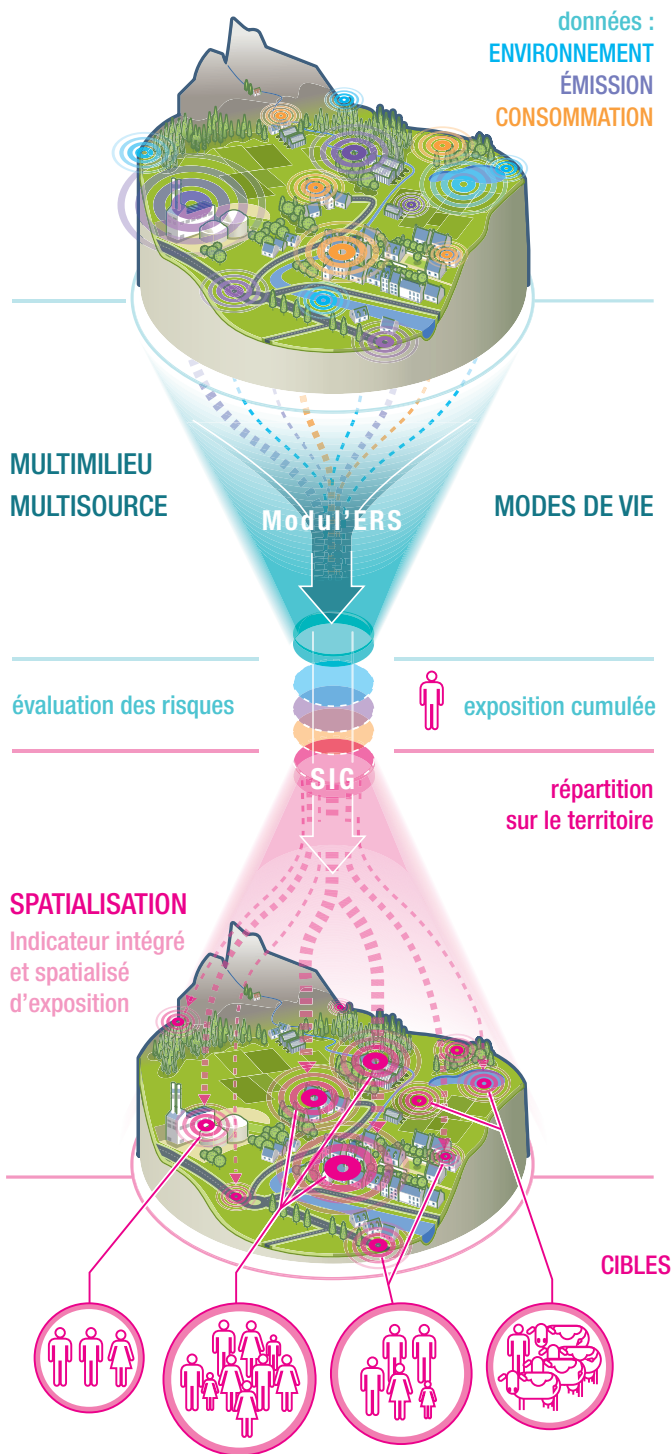 données :
ENVIRONNEMENT
ÉMISSION
CONSOMMATION
MULTIMILIEU
MULTISOURCE
Modul'ERS
MODES DE VIE
évaluation des risques
exposition cumulée
SIG
répartition
sur le territoire
SPATIALISATION
Indicateur intégré
et spatialisé
d'exposition
CIBLES